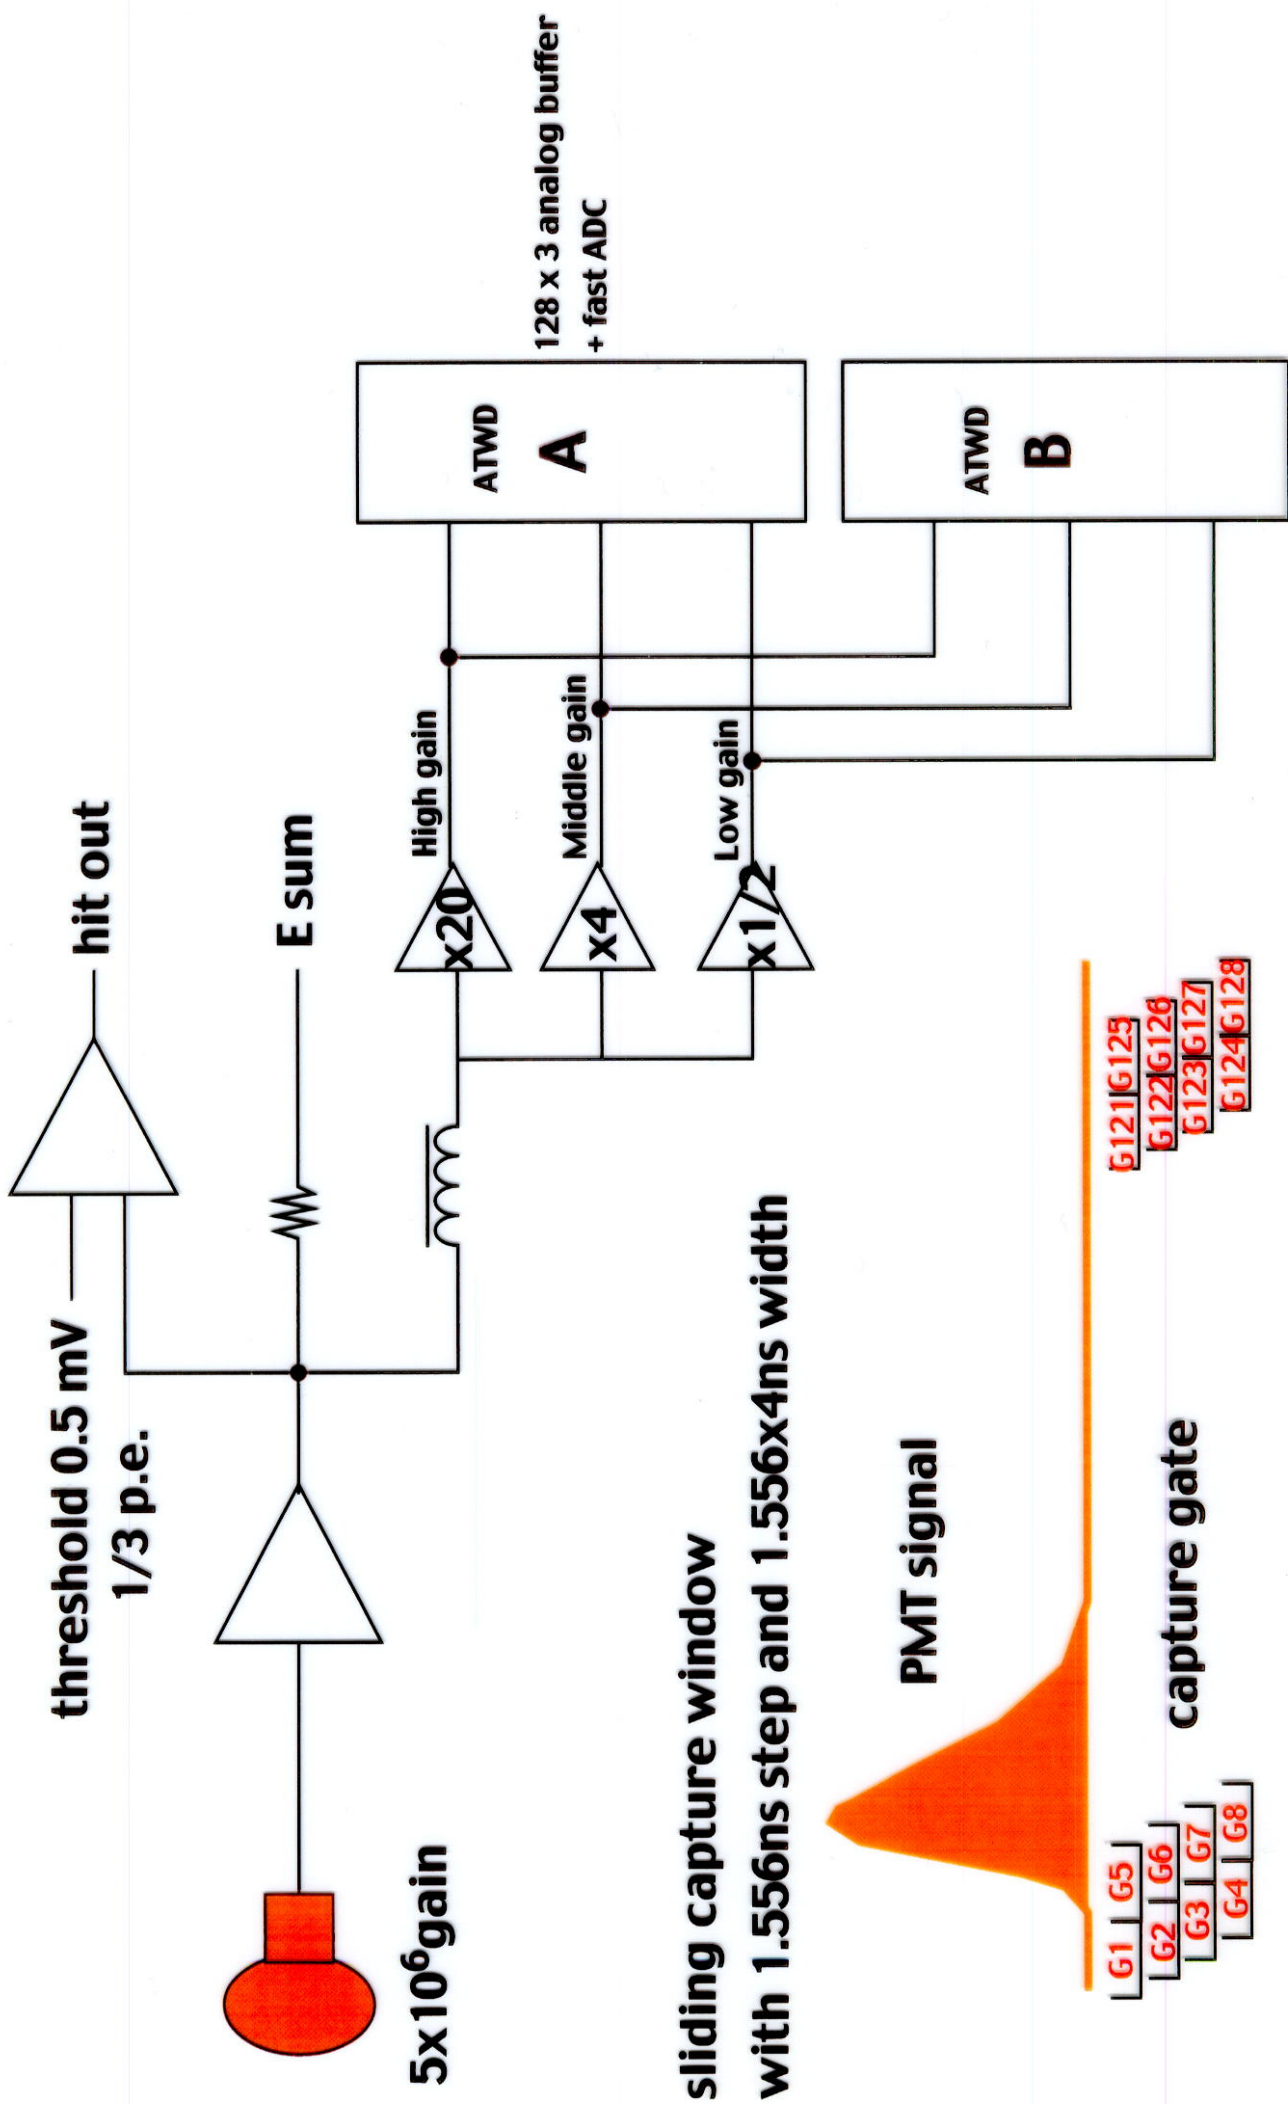 threshold 0.5 mV
1/3 p.e.
hit out
E sum
5x10⁶gain
x20
x4
x1/2
High gain
Middle gain
Low gain
ATWD
A
128 x 3 analog buffer
+ fast ADC
ATWD
B
sliding capture window
with 1.556ns step and 1.556x4ns width
PMT signal
G1 G5 G121 G125
G2 G6 G122 G126
G3 G7 G123 G127
G4 G8 G124 G128
capture gate